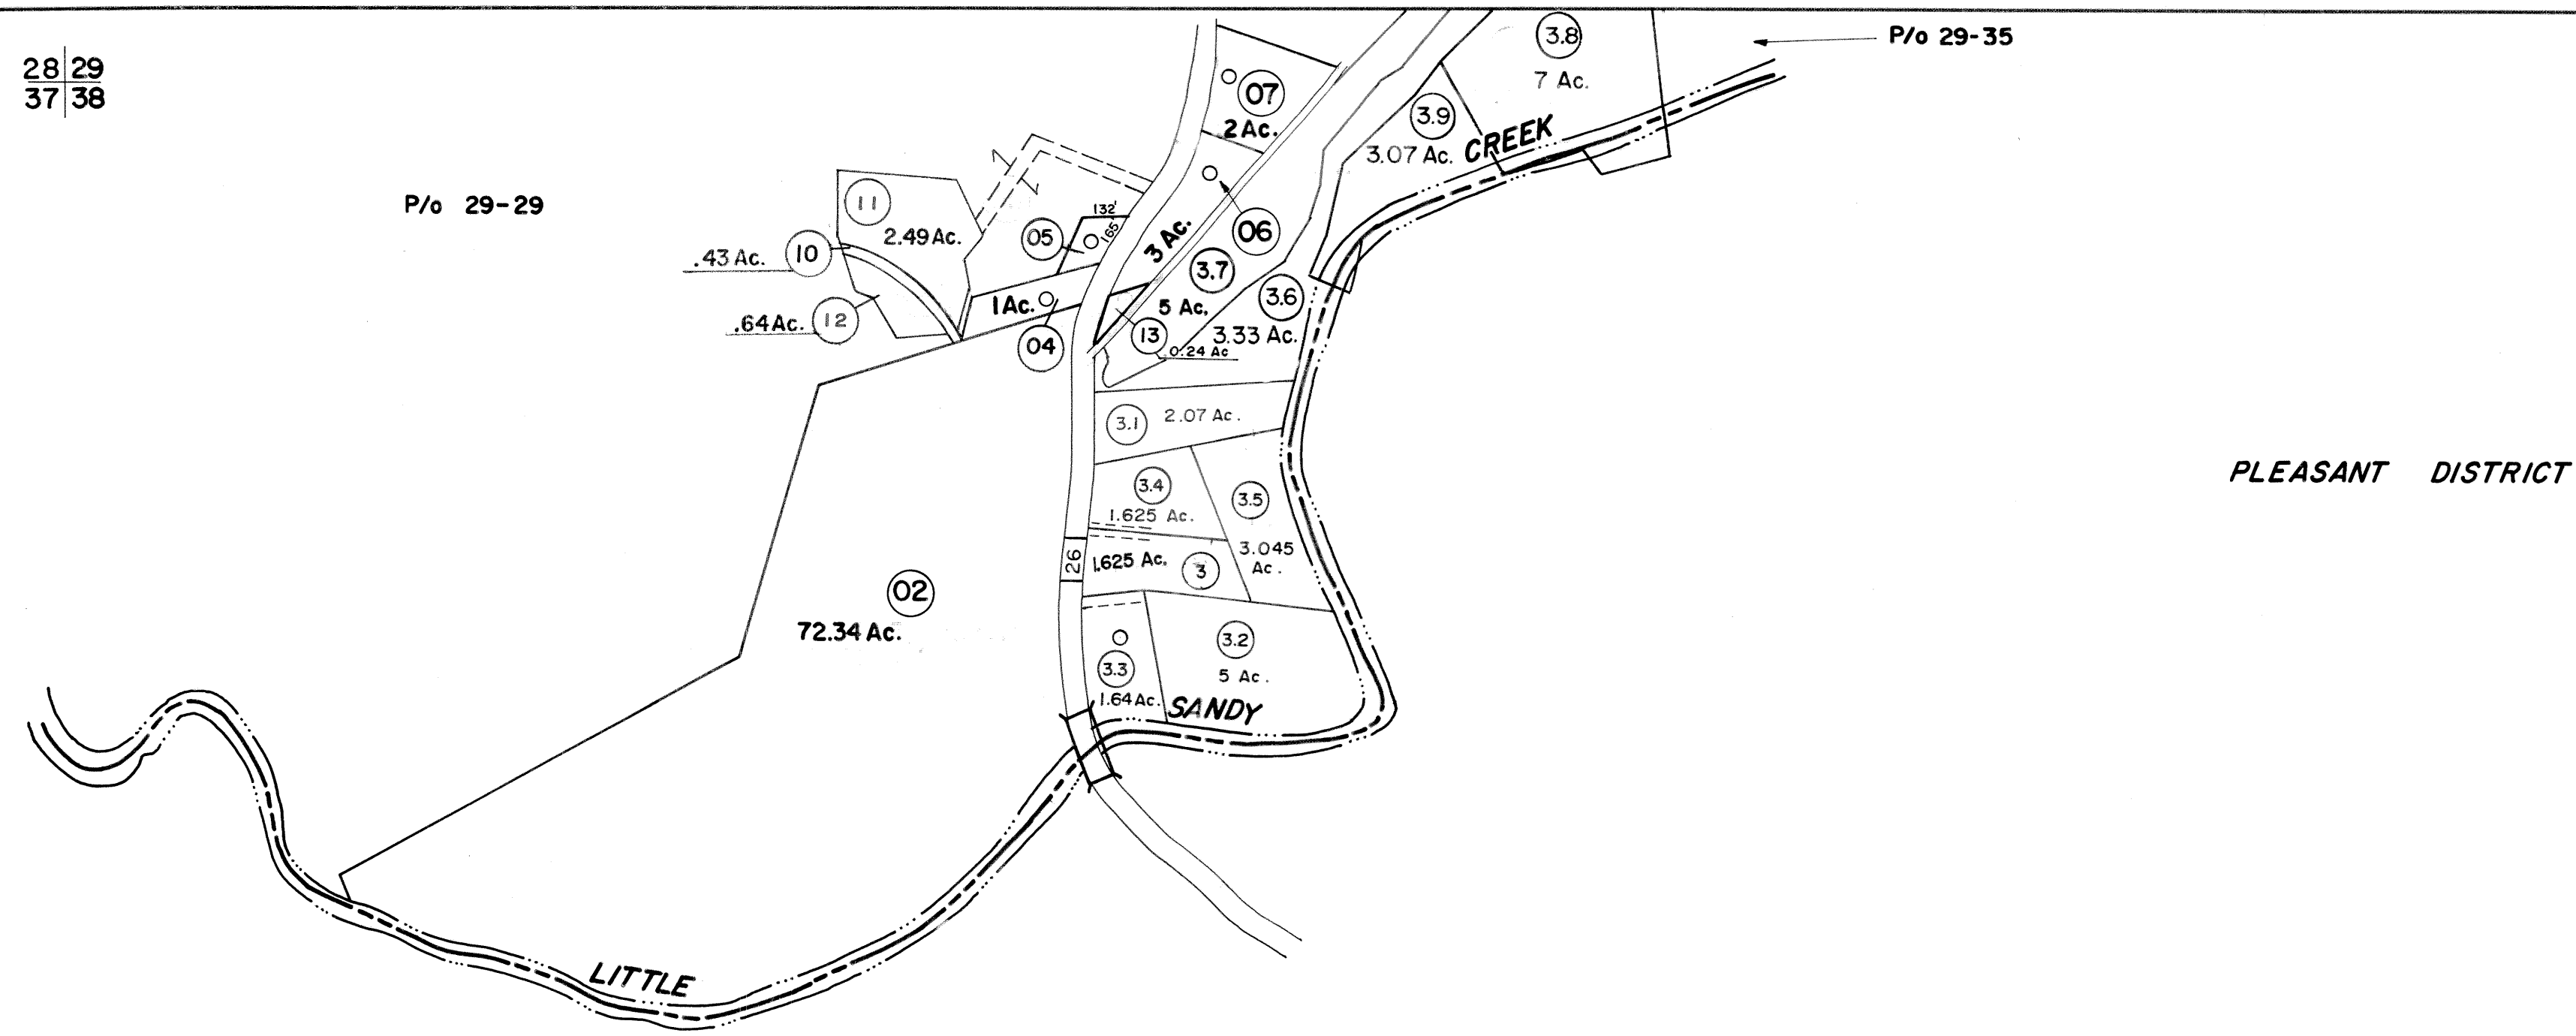 28 29
37 38
P/o 29-35
3.8
7 Ac.
07
2 Ac.
3.9
3.07 Ac.
CREEK
P/o 29-29
11
2.49 Ac.
10
.43 Ac.
12
.64 Ac.
05
132'
165'
06
3 Ac.
3.7
5 Ac.
3.6
3.33 Ac.
1 Ac.
04
13
0.24 Ac
3.1
2.07 Ac.
PLEASANT DISTRICT
3.4
1.625 Ac.
3.5
3.045
Ac.
26
1.625 Ac.
3
02
72.34 Ac.
3.2
5 Ac.
3.3
1.64 Ac.
SANDY
LITTLE